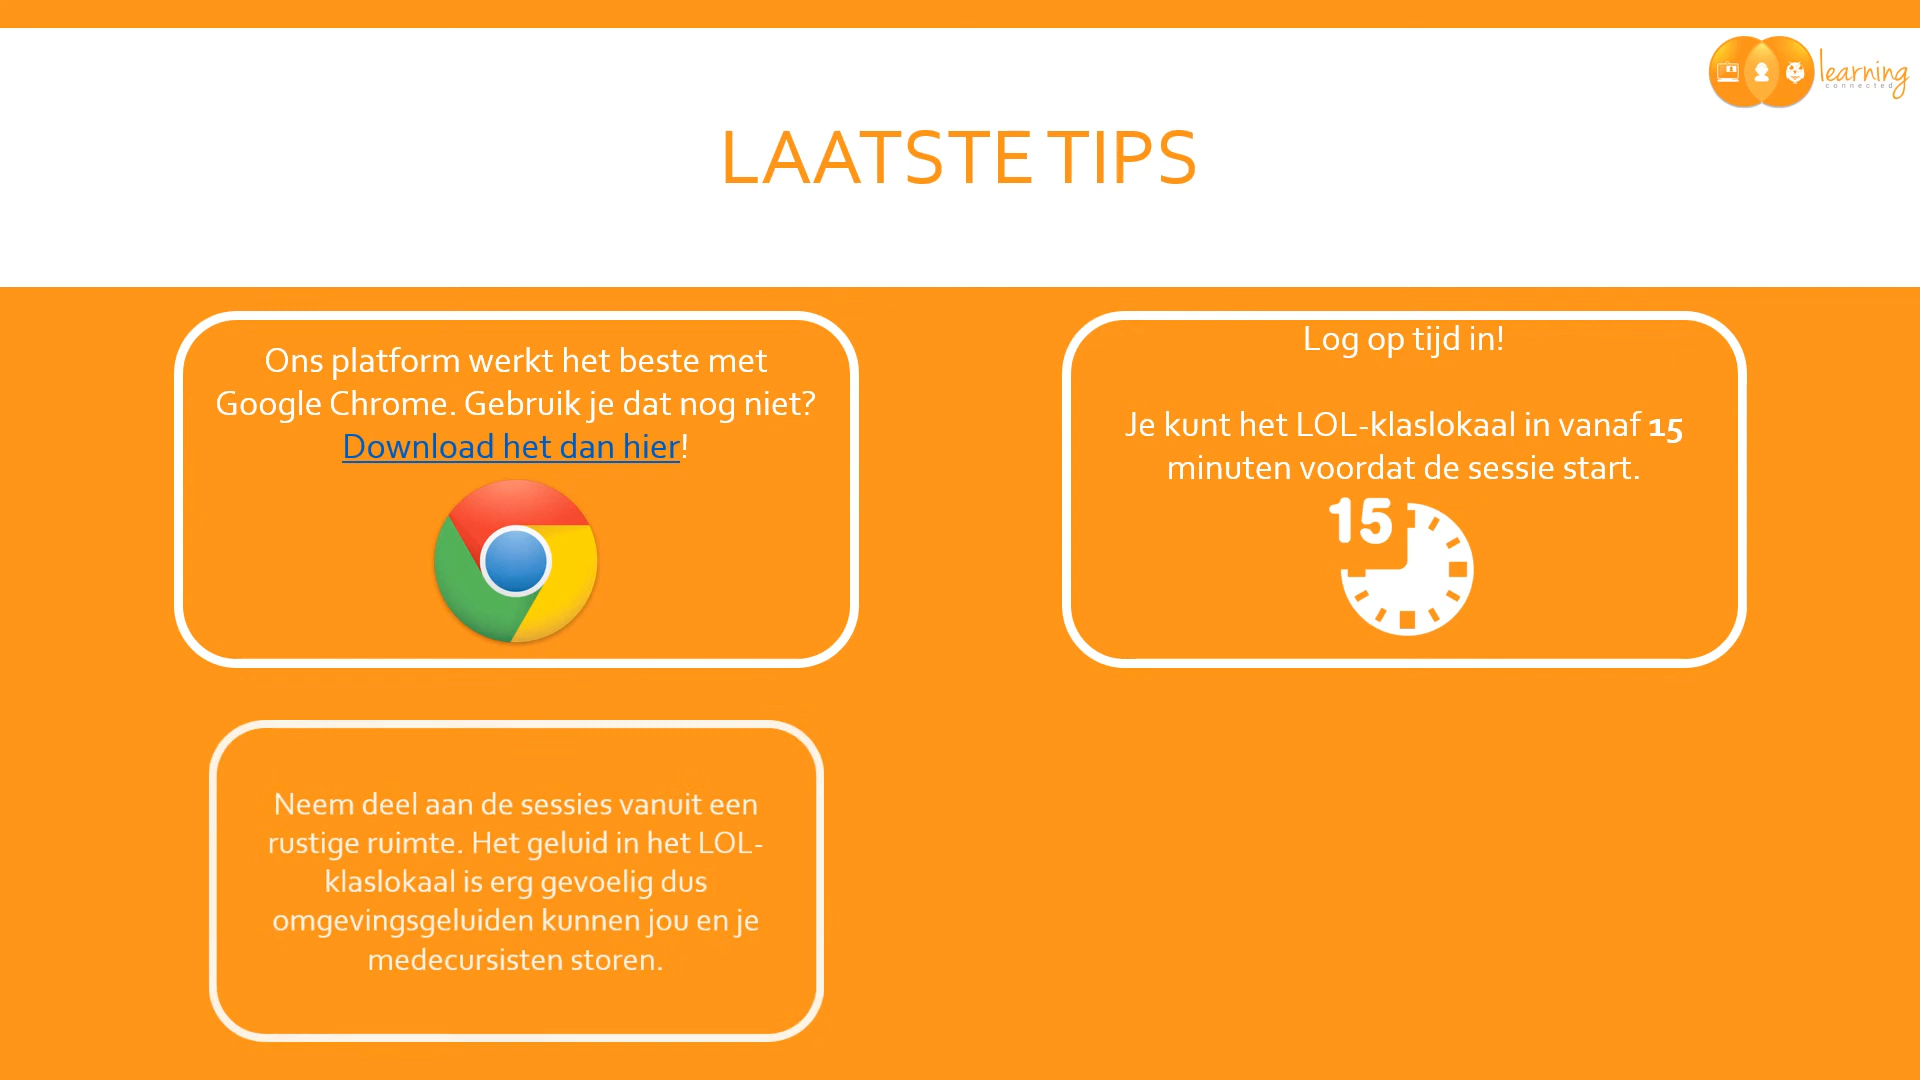 learning
connected
LAATSTE TIPS
Ons platform werkt het beste met
Google Chrome. Gebruik je dat nog niet?
Download het dan hier!
Log op tijd in!
Je kunt het LOL-klaslokaal in vanaf 15
minuten voordat de sessie start.
15
Neem deel aan de sessies vanuit een
rustige ruimte. Het geluid in het LOL-
klaslokaal is erg gevoelig dus
omgevingsgeluiden kunnen jou en je
medecursisten storen.